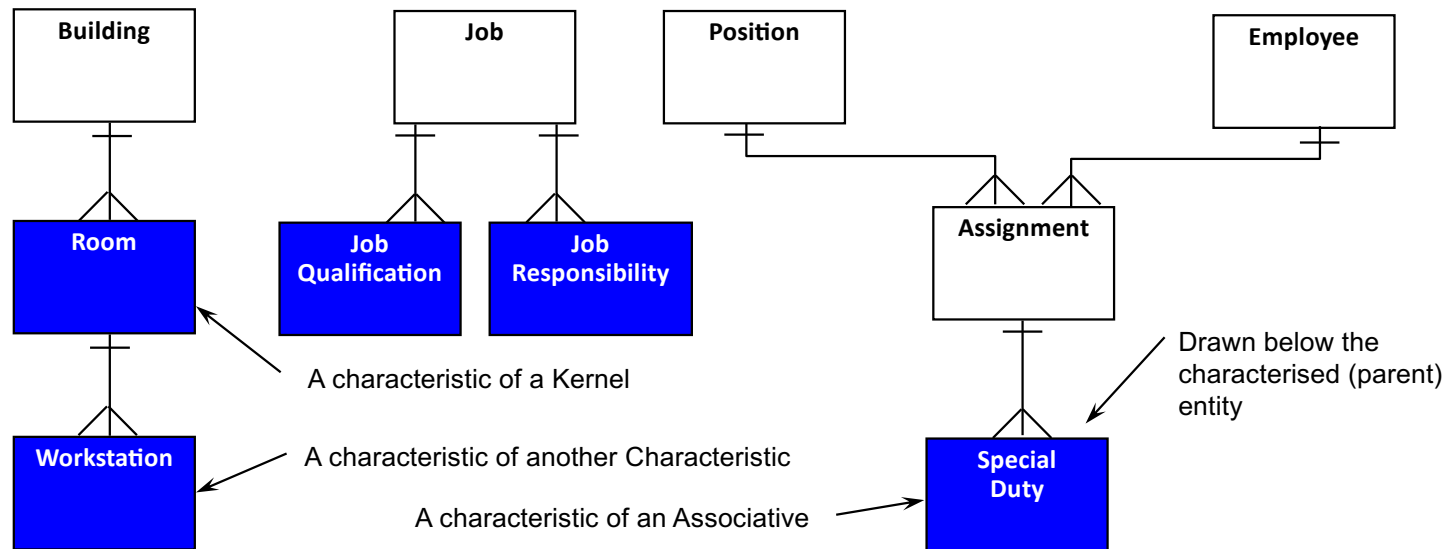 Building
Job
Position
Employee
Room
Job
Qualification
Job
Responsibility
Assignment
A characteristic of a Kernel
Drawn below the
characterised (parent)
entity
Workstation
A characteristic of another Characteristic
Special
Duty
A characteristic of an Associative